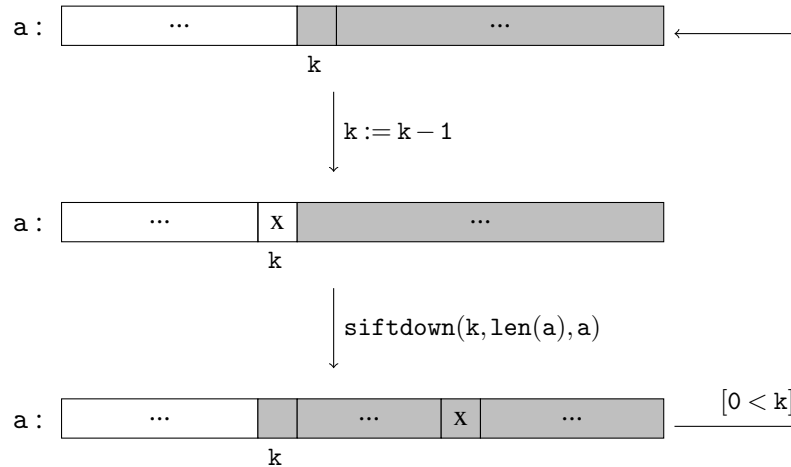 a : ... ...
k
k := k − 1
a : ... x ...
k
siftdown(k, len(a), a)
[0 < k]
a : ... ... x ...
k